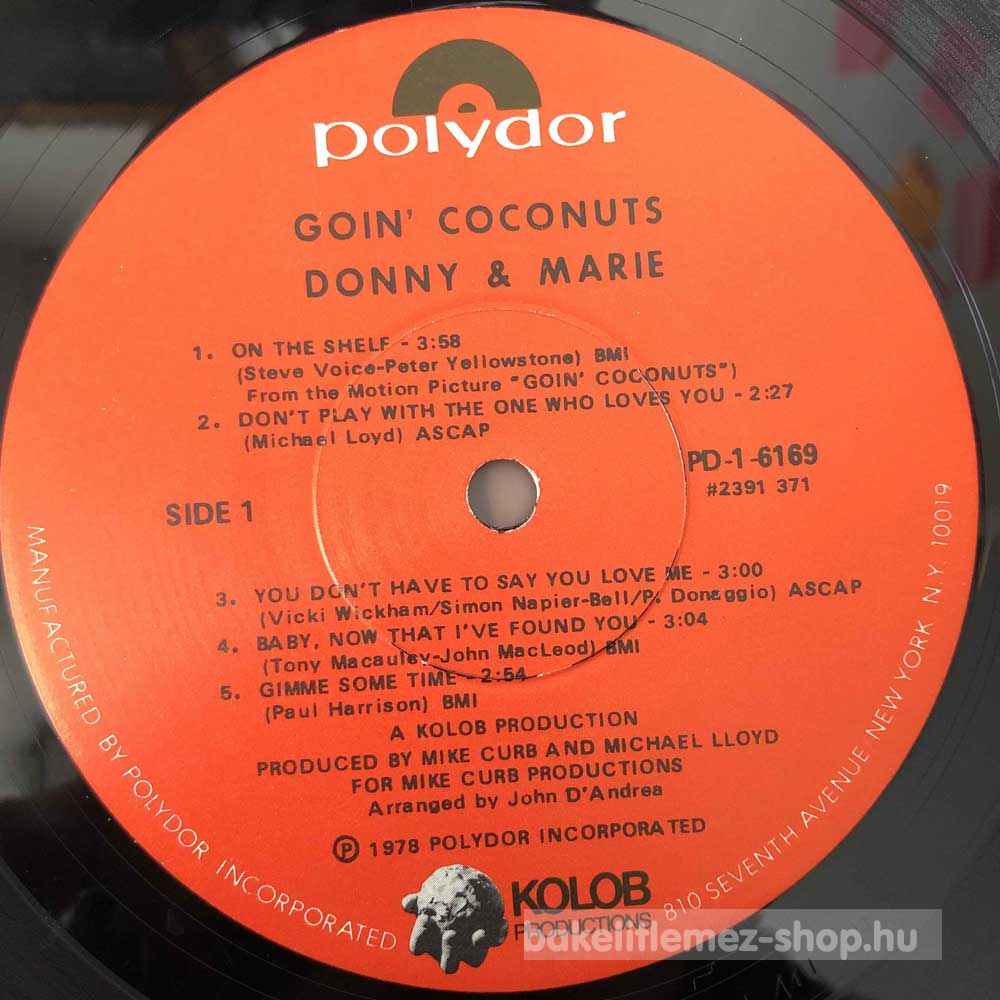 polydor
GOIN' COCONUTS
DONNY & MARIE
1. ON THE SHELF - 3:58
(Steve Voice-Peter Yellowstone) BMI
From the Motion Picture "GOIN' COCONUTS")
2. DON'T PLAY WITH THE ONE WHO LOVES YOU - 2:27
(Michael Loyd) ASCAP
PD-1-6169
#2391 371
SIDE 1
3. YOU DON'T HAVE TO SAY YOU LOVE ME - 3:00
(Vicki Wickham/Simon Napier-Bell/P. Donaggio) ASCAP
4. BABY, NOW THAT I'VE FOUND YOU - 3:04
(Tony Macauley-John MacLeod) BMI
5. GIMME SOME TIME - 2:54
(Paul Harrison) BMI
A KOLOB PRODUCTION
PRODUCED BY MIKE CURB AND MICHAEL LLOYD
FOR MIKE CURB PRODUCTIONS
Arranged by John D'Andrea
Ⓟ 1978 POLYDOR INCORPORATED
KOLOB
PRODUCTIONS
MANUFACTURED BY POLYDOR INCORPORATED
810 SEVENTH AVENUE NEW YORK N.Y. 10019
bakelitlemez-shop.hu